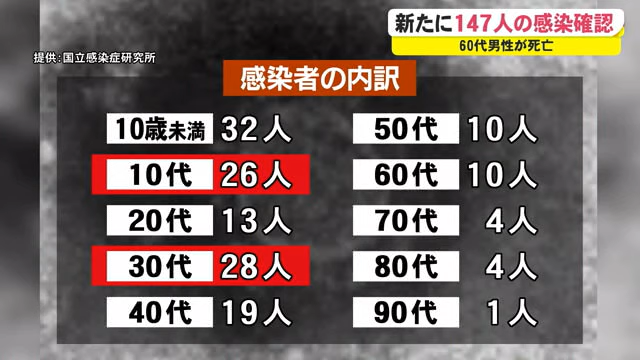 新たに147人の感染確認
60代男性が死亡
提供:国立感染症研究所
感染者の内訳
10歳未満 32人
10代 26人
20代 13人
30代 28人
40代 19人
50代 10人
60代 10人
70代 4人
80代 4人
90代 1人